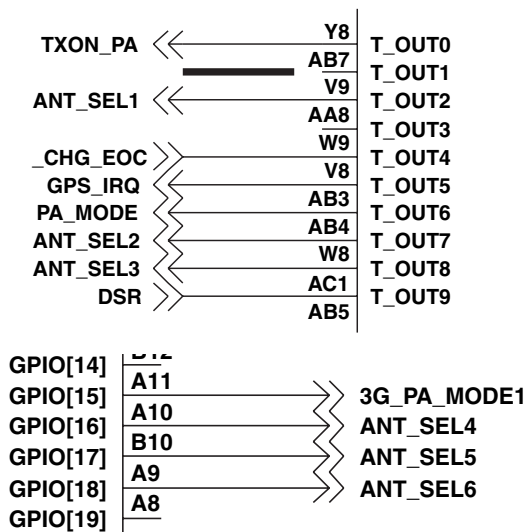 Y8
TXON_PA T_OUT0
AB7
T_OUT1
V9
ANT_SEL1 T_OUT2
AA8
T_OUT3
W9
_CHG_EOC T_OUT4
V8
GPS_IRQ T_OUT5
AB3
PA_MODE T_OUT6
AB4
ANT_SEL2 T_OUT7
W8
ANT_SEL3 T_OUT8
AC1
DSR T_OUT9
AB5
B12
GPIO[14]
A11
GPIO[15] 3G_PA_MODE1
A10
GPIO[16] ANT_SEL4
B10
GPIO[17] ANT_SEL5
A9
GPIO[18] ANT_SEL6
A8
GPIO[19]